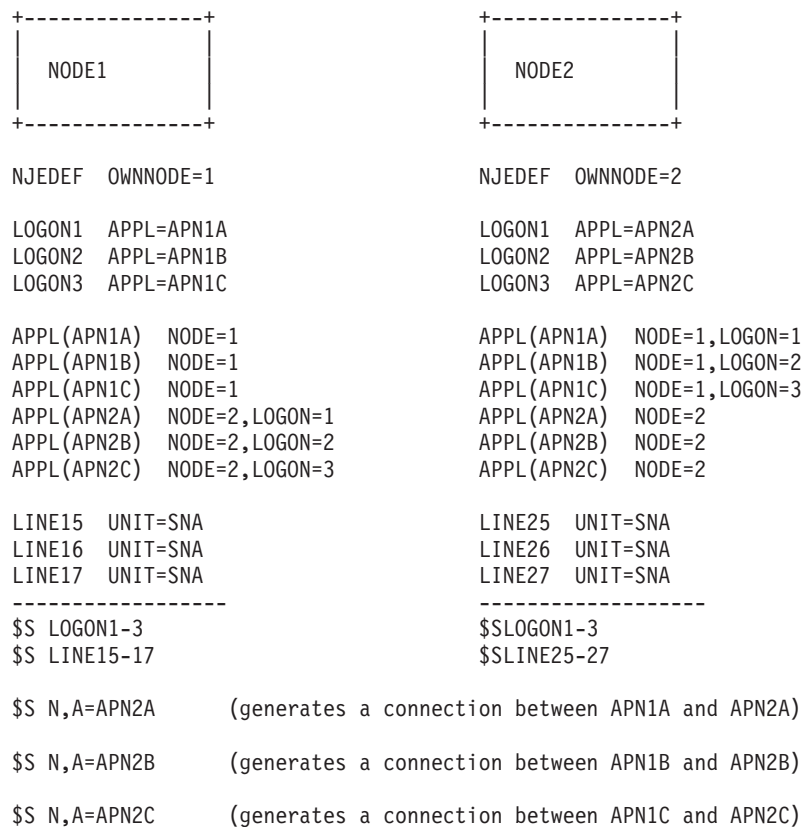 +---------------+                        +---------------+
|               |                        |               |
|  NODE1        |                        |  NODE2        |
|               |                        |               |
+---------------+                        +---------------+
NJEDEF  OWNNODE=1                        NJEDEF  OWNNODE=2
LOGON1  APPL=APN1A                       LOGON1  APPL=APN2A
LOGON2  APPL=APN1B                       LOGON2  APPL=APN2B
LOGON3  APPL=APN1C                       LOGON3  APPL=APN2C
APPL(APN1A)  NODE=1                      APPL(APN1A)  NODE=1,LOGON=1
APPL(APN1B)  NODE=1                      APPL(APN1B)  NODE=1,LOGON=2
APPL(APN1C)  NODE=1                      APPL(APN1C)  NODE=1,LOGON=3
APPL(APN2A)  NODE=2,LOGON=1              APPL(APN2A)  NODE=2
APPL(APN2B)  NODE=2,LOGON=2              APPL(APN2B)  NODE=2
APPL(APN2C)  NODE=2,LOGON=3              APPL(APN2C)  NODE=2
LINE15  UNIT=SNA                         LINE25  UNIT=SNA
LINE16  UNIT=SNA                         LINE26  UNIT=SNA
LINE17  UNIT=SNA                         LINE27  UNIT=SNA
------------------                       -------------------
$S LOGON1-3                              $SLOGON1-3
$S LINE15-17                             $SLINE25-27
$S N,A=APN2A      (generates a connection between APN1A and APN2A)
$S N,A=APN2B      (generates a connection between APN1B and APN2B)
$S N,A=APN2C      (generates a connection between APN1C and APN2C)